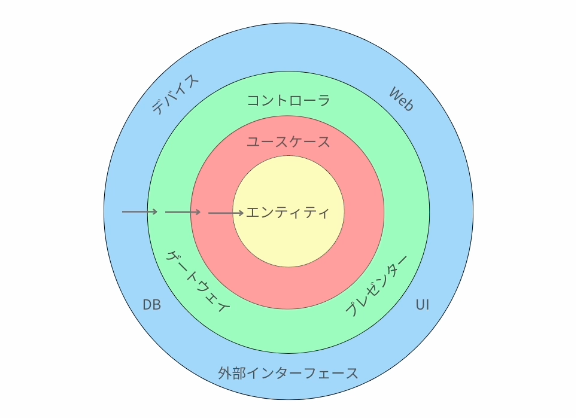 デバイス
Web
コントローラ
ユースケース
エンティティ
ゲートウェイ
プレゼンター
DB
UI
外部インターフェース